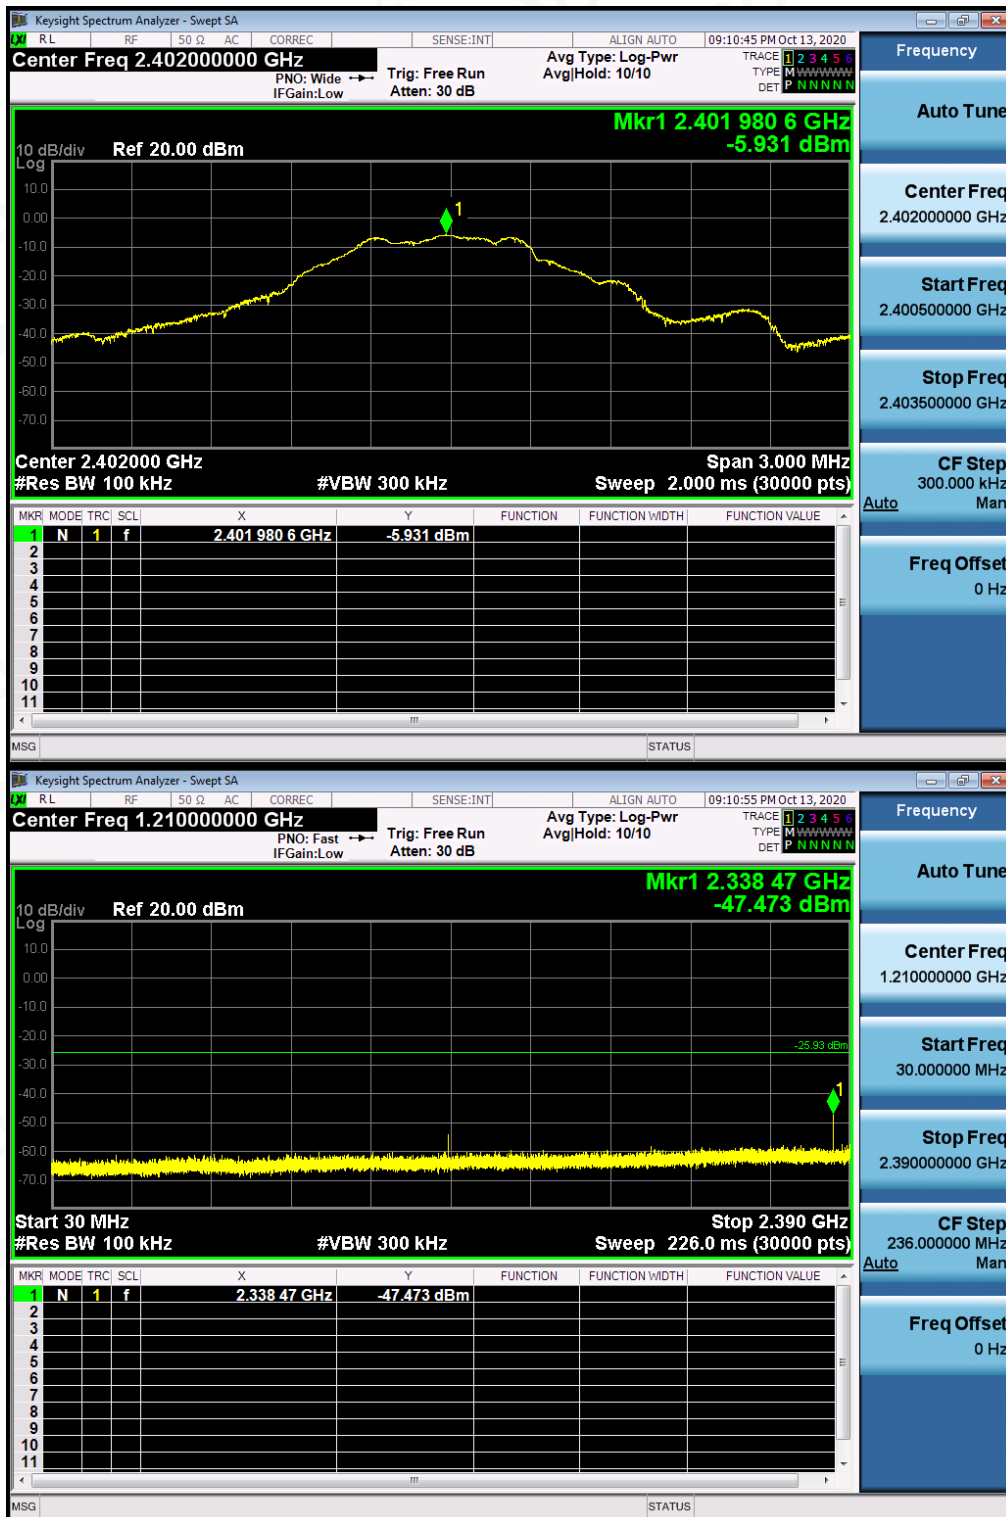 Keysight Spectrum Analyzer - Swept SA
LXI RL RF 50 Ω AC CORREC SENSE:INT ALIGN AUTO 09:10:45 PM Oct 13, 2020
Center Freq 2.402000000 GHz
PNO: Wide
IFGain:Low
Trig: Free Run
Atten: 30 dB
Avg Type: Log-Pwr
Avg|Hold: 10/10
TRACE 1 2 3 4 5 6
TYPE M WWWWW
DET P N N N N N
Mkr1 2.401 980 6 GHz
-5.931 dBm
10 dB/div
Log
Ref 20.00 dBm
10.0
0.00
-10.0
-20.0
-30.0
-40.0
-50.0
-60.0
-70.0
1
Center 2.402000 GHz Span 3.000 MHz
#Res BW 100 kHz #VBW 300 kHz Sweep 2.000 ms (30000 pts)
MKR MODE TRC SCL X Y FUNCTION FUNCTION WIDTH FUNCTION VALUE
1 N 1 f 2.401 980 6 GHz -5.931 dBm
2
3
4
5
6
7
8
9
10
11
MSG STATUS
Frequency
Auto Tune
Center Freq
2.402000000 GHz
Start Freq
2.400500000 GHz
Stop Freq
2.403500000 GHz
CF Step
300.000 kHz
Auto Man
Freq Offset
0 Hz
Keysight Spectrum Analyzer - Swept SA
LXI RL RF 50 Ω AC CORREC SENSE:INT ALIGN AUTO 09:10:55 PM Oct 13, 2020
Center Freq 1.210000000 GHz
PNO: Fast
IFGain:Low
Trig: Free Run
Atten: 30 dB
Avg Type: Log-Pwr
Avg|Hold: 10/10
TRACE 1 2 3 4 5 6
TYPE M WWWWW
DET P N N N N N
Mkr1 2.338 47 GHz
-47.473 dBm
10 dB/div
Log
Ref 20.00 dBm
10.0
0.00
-10.0
-20.0
-30.0
-40.0
-50.0
-60.0
-70.0
-25.93 dBm
1
Start 30 MHz Stop 2.390 GHz
#Res BW 100 kHz #VBW 300 kHz Sweep 226.0 ms (30000 pts)
MKR MODE TRC SCL X Y FUNCTION FUNCTION WIDTH FUNCTION VALUE
1 N 1 f 2.338 47 GHz -47.473 dBm
2
3
4
5
6
7
8
9
10
11
MSG STATUS
Frequency
Auto Tune
Center Freq
1.210000000 GHz
Start Freq
30.000000 MHz
Stop Freq
2.390000000 GHz
CF Step
236.000000 MHz
Auto Man
Freq Offset
0 Hz